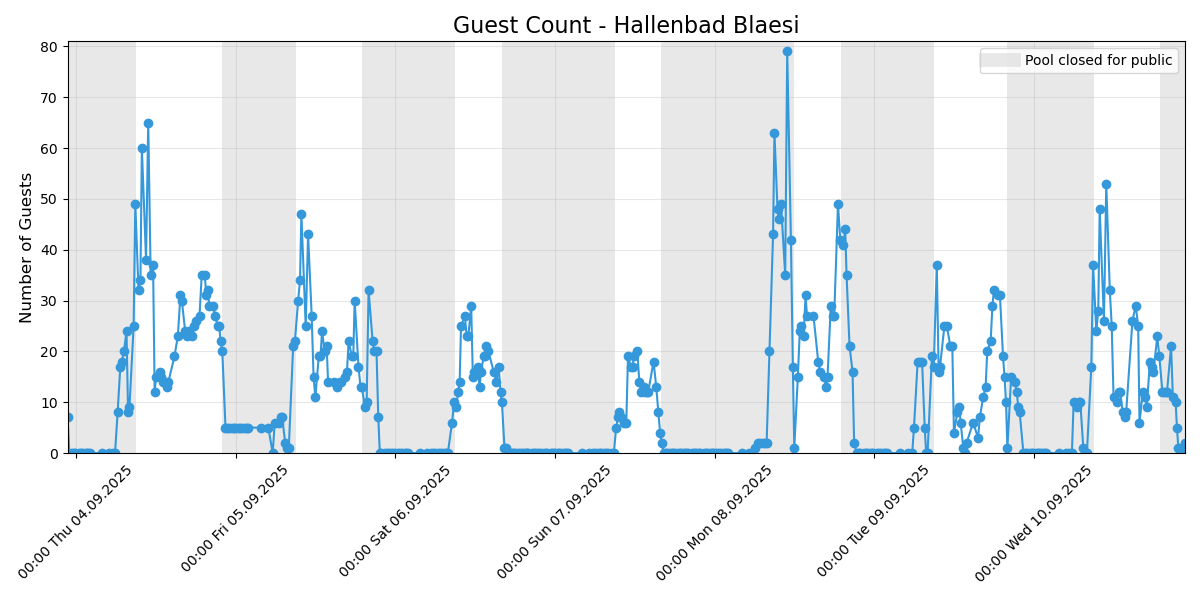 Guest Count - Hallenbad Blaesi
Pool closed for public
Number of Guests
80
70
60
50
40
30
20
10
0
00:00 Thu 04.09.2025
00:00 Fri 05.09.2025
00:00 Sat 06.09.2025
00:00 Sun 07.09.2025
00:00 Mon 08.09.2025
00:00 Tue 09.09.2025
00:00 Wed 10.09.2025